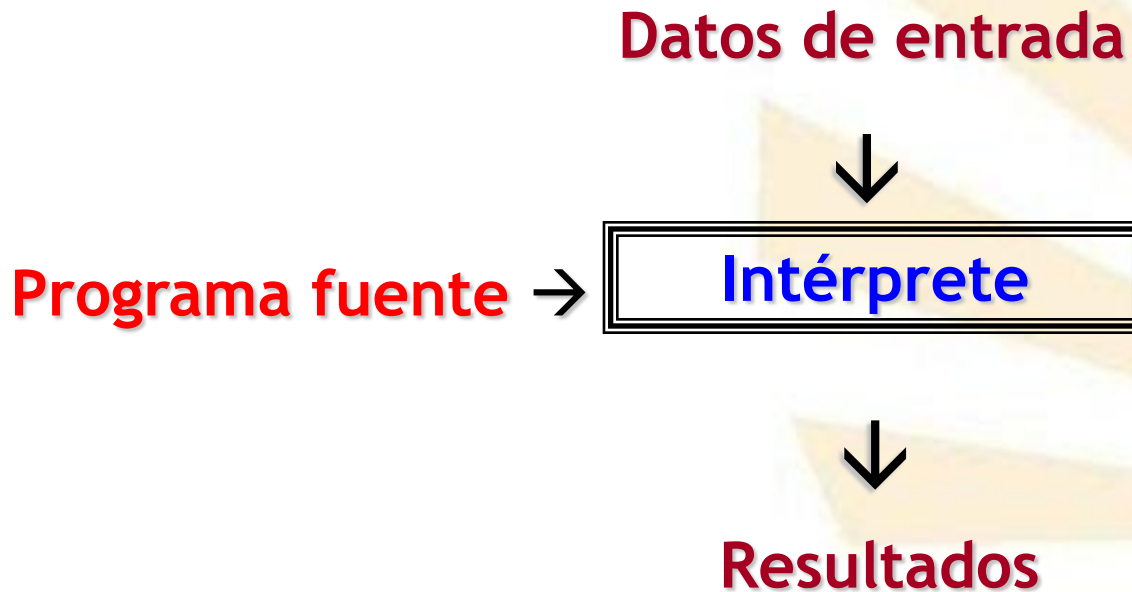 Datos de entrada
↓
Programa fuente → Intérprete
↓
Resultados